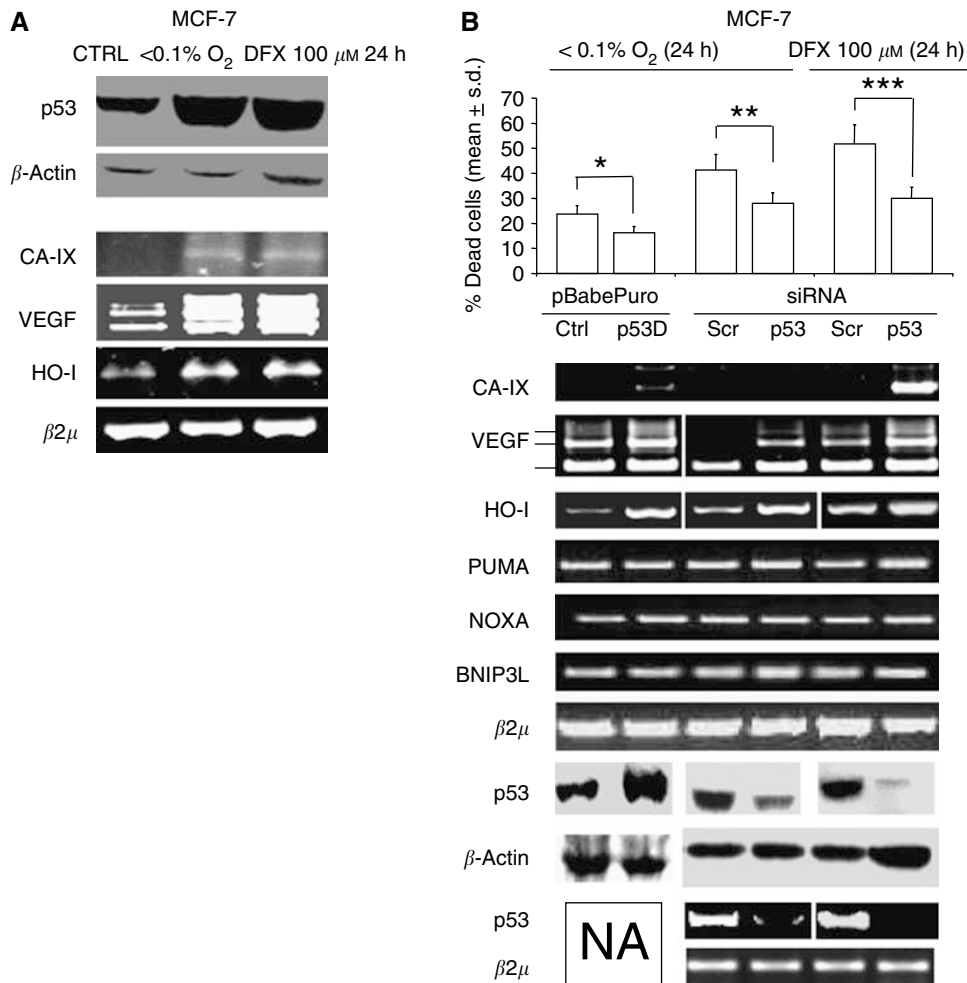 A
MCF-7
CTRL <0.1% O2 DFX 100 μM 24 h
p53
β-Actin
CA-IX
VEGF
HO-I
β2μ
B
MCF-7
< 0.1% O2 (24 h)
DFX 100 μM (24 h)
% Dead cells (mean ± s.d.)
70
60
50
40
30
20
10
0
*
**
***
pBabePuro
siRNA
Ctrl p53D Scr p53 Scr p53
CA-IX
VEGF
HO-I
PUMA
NOXA
BNIP3L
β2μ
p53
β-Actin
p53
NA
β2μ